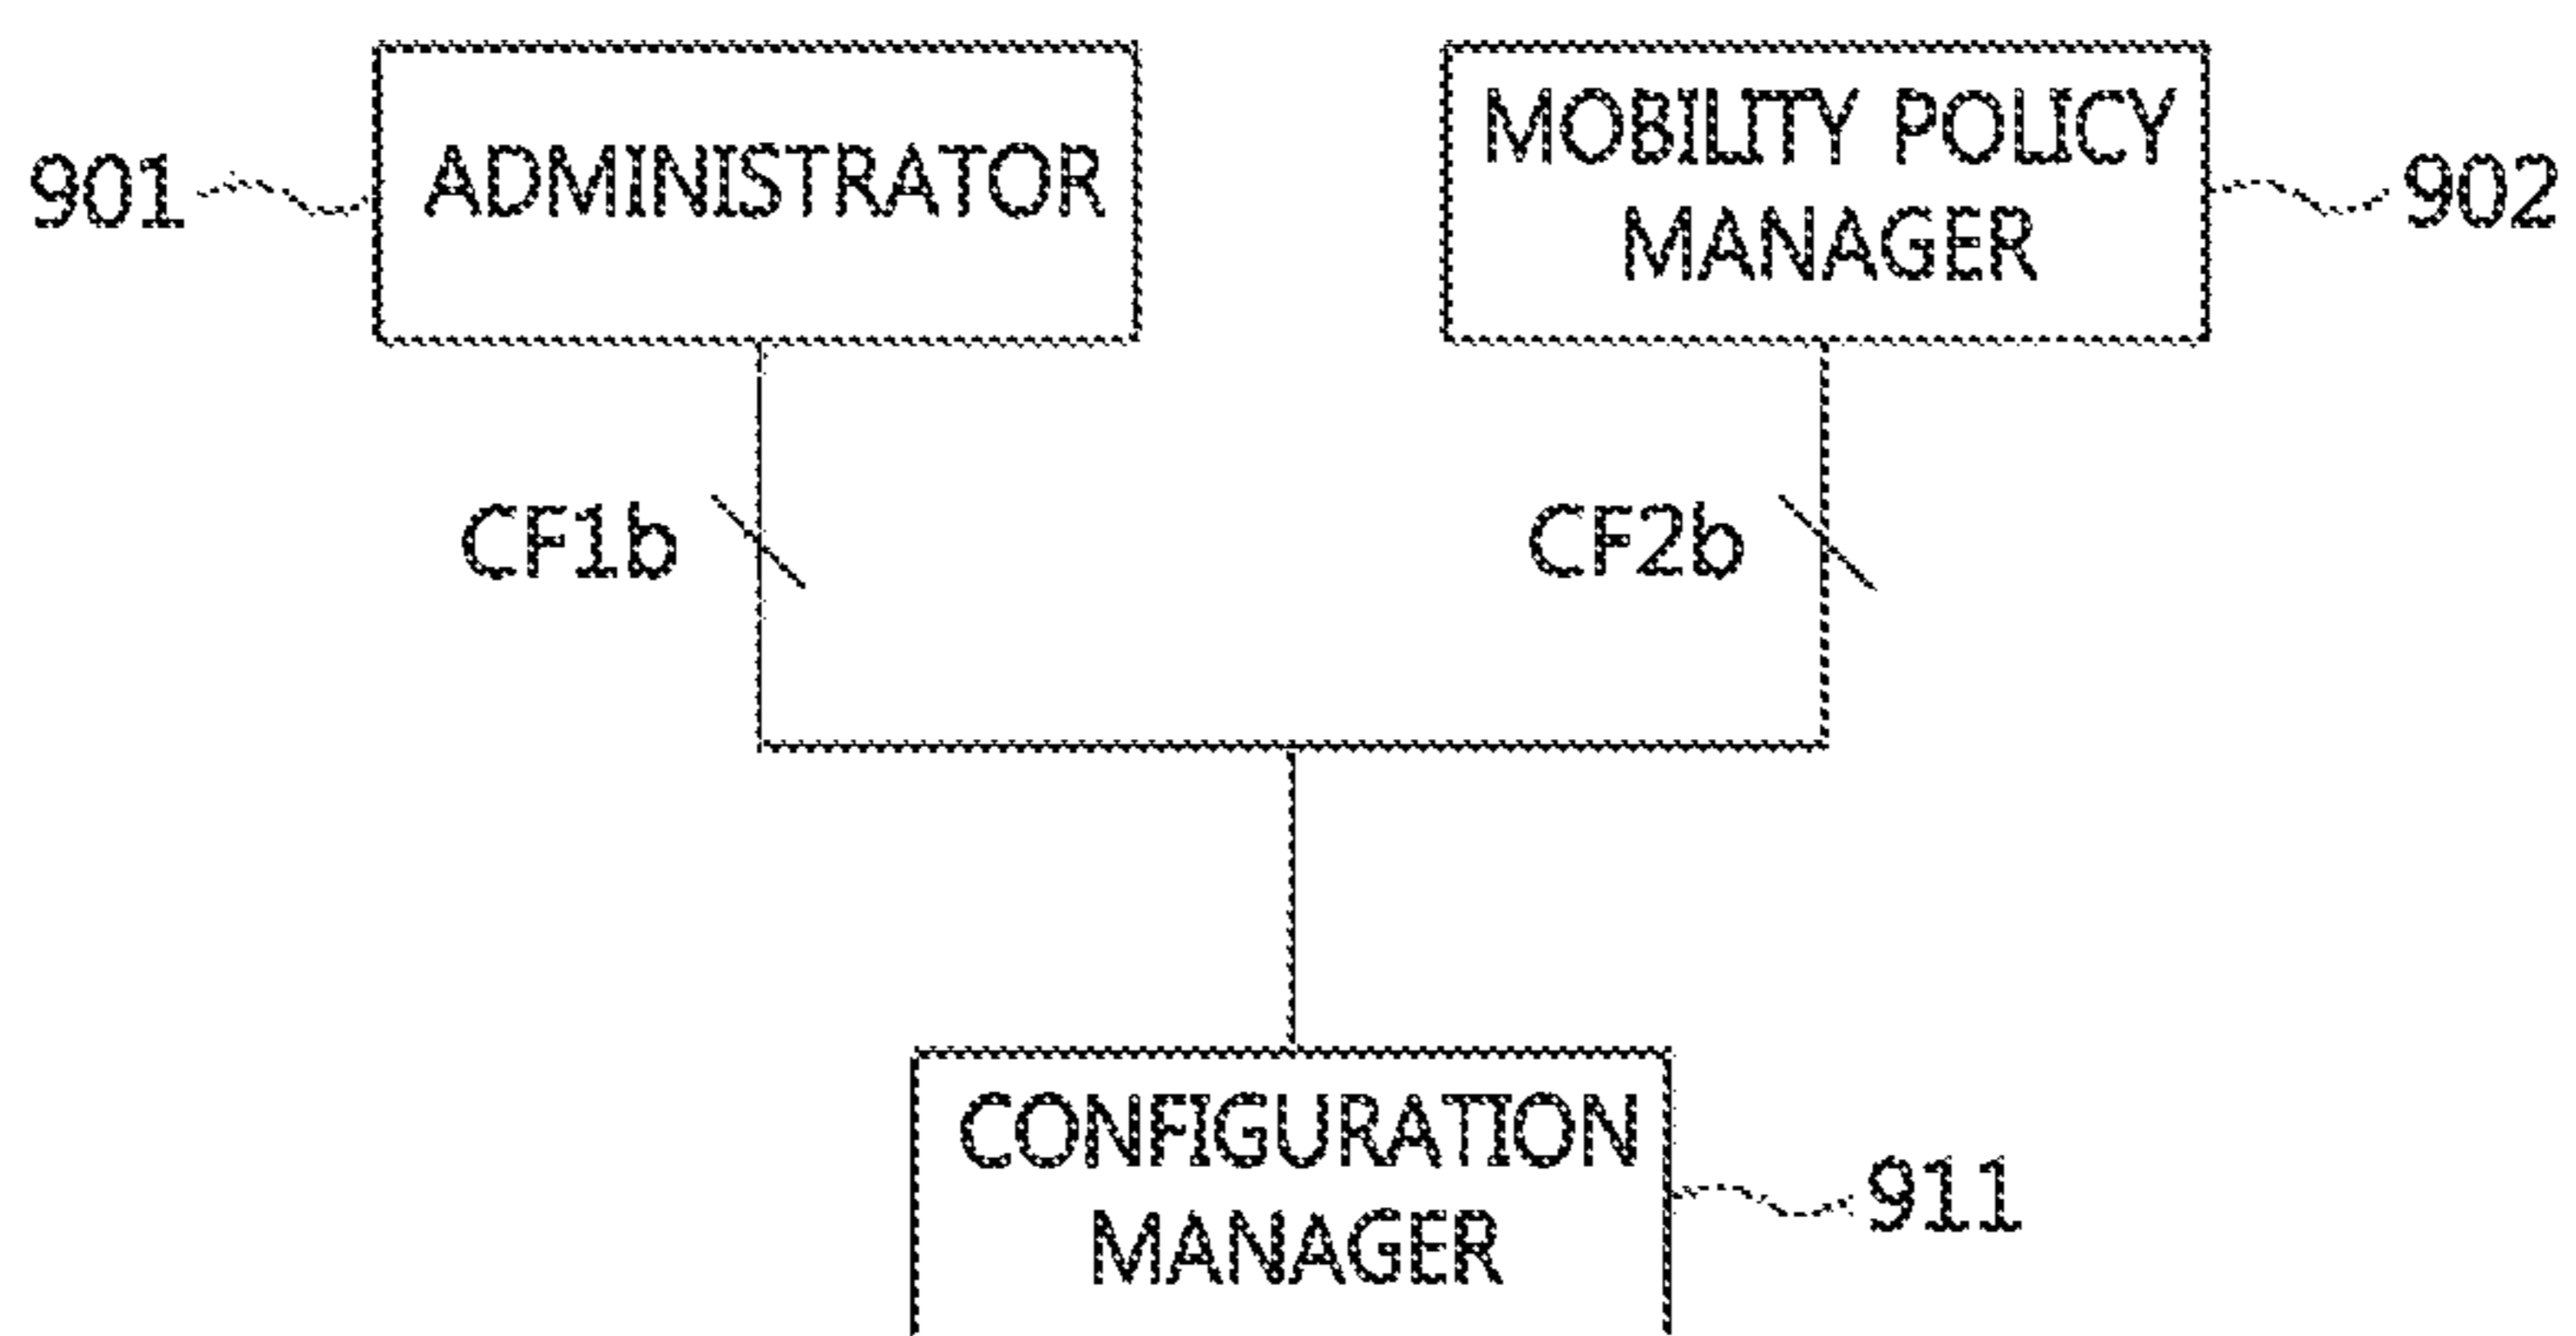 901
ADMINISTRATOR
MOBILITY POLICY
MANAGER
902
CF1b
CF2b
CONFIGURATION
MANAGER
911